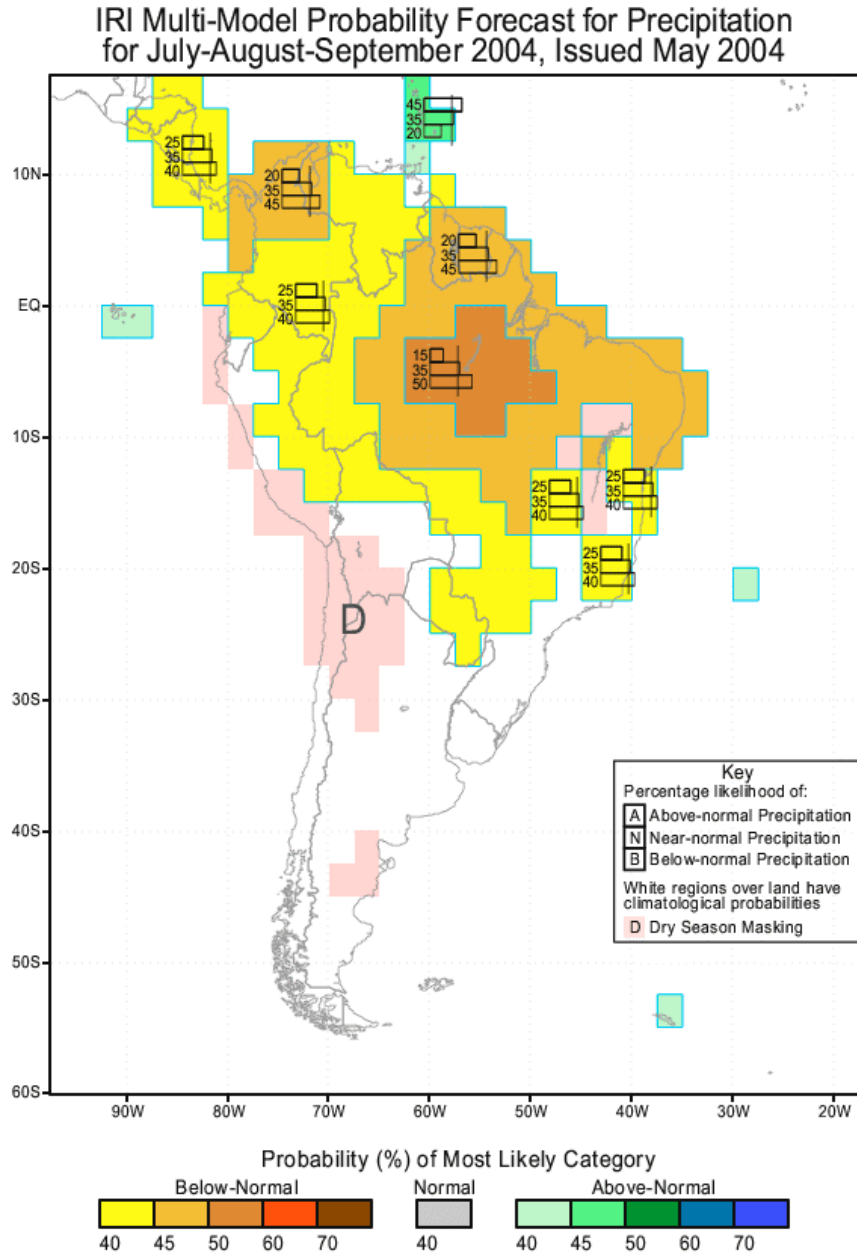 IRI Multi-Model Probability Forecast for Precipitation
for July-August-September 2004, Issued May 2004
45
35
20
25
35
40
20
35
45
10N
20
35
45
25
35
40
EQ
15
35
50
10S
25
35
40
25
35
40
25
35
40
20S
D
30S
Key
Percentage likelihood of:
A Above-normal Precipitation
N Near-normal Precipitation
B Below-normal Precipitation
White regions over land have
climatological probabilities
D Dry Season Masking
40S
50S
60S
90W 80W 70W 60W 50W 40W 30W 20W
Probability (%) of Most Likely Category
Below-Normal Normal Above-Normal
40 45 50 60 70 40 40 45 50 60 70